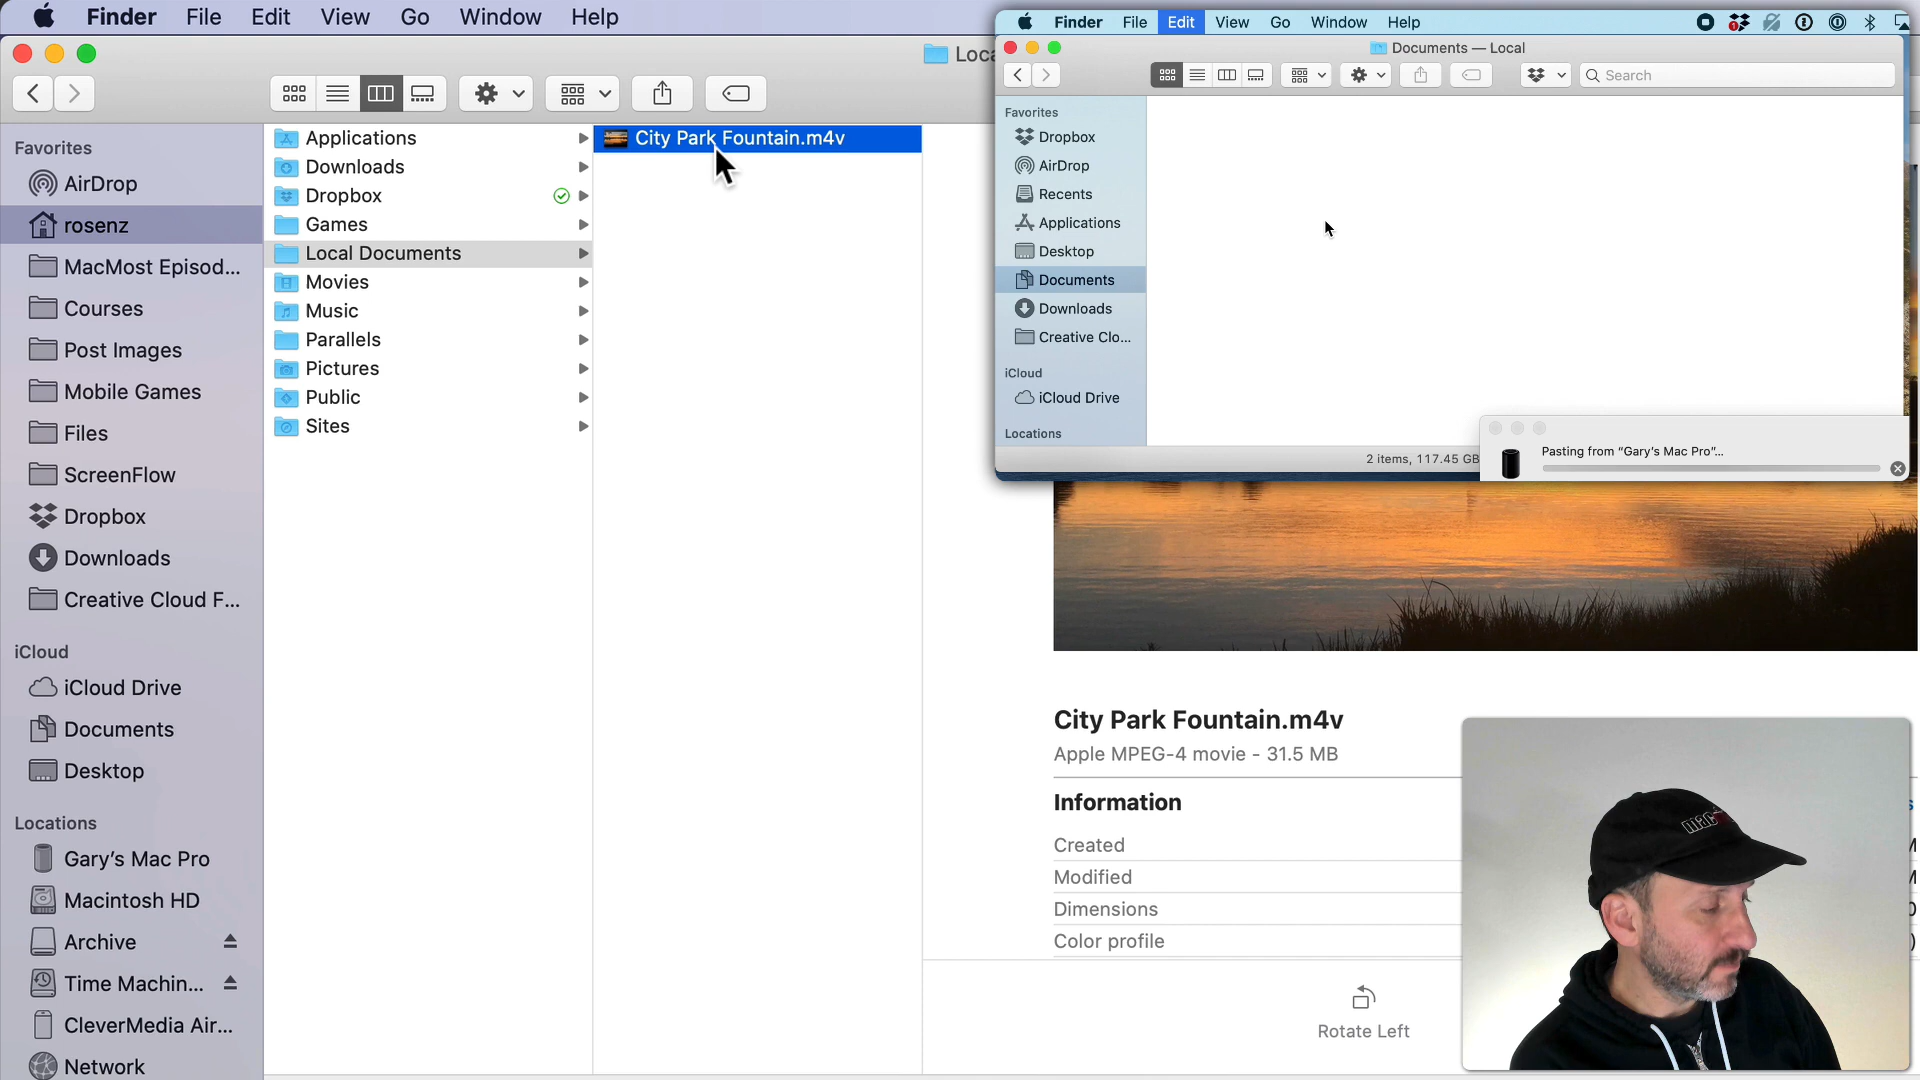 Finder File Edit View Go Window Help
Loca
Favorites
AirDrop
rosenz
MacMost Episod...
Courses
Post Images
Mobile Games
Files
ScreenFlow
Dropbox
Downloads
Creative Cloud F...
iCloud
iCloud Drive
Documents
Desktop
Locations
Gary's Mac Pro
Macintosh HD
Archive
Time Machin...
CleverMedia Air...
Network
Applications
Downloads
Dropbox
Games
Local Documents
Movies
Music
Parallels
Pictures
Public
Sites
City Park Fountain.m4v
Finder File Edit View Go Window Help
Documents — Local
Search
Favorites
Dropbox
AirDrop
Recents
Applications
Desktop
Documents
Downloads
Creative Clo...
iCloud
iCloud Drive
Locations
2 items, 117.45 GB
Pasting from “Gary's Mac Pro”...
City Park Fountain.m4v
Apple MPEG-4 movie - 31.5 MB
Information
Created
Modified
Dimensions
Color profile
Rotate Left